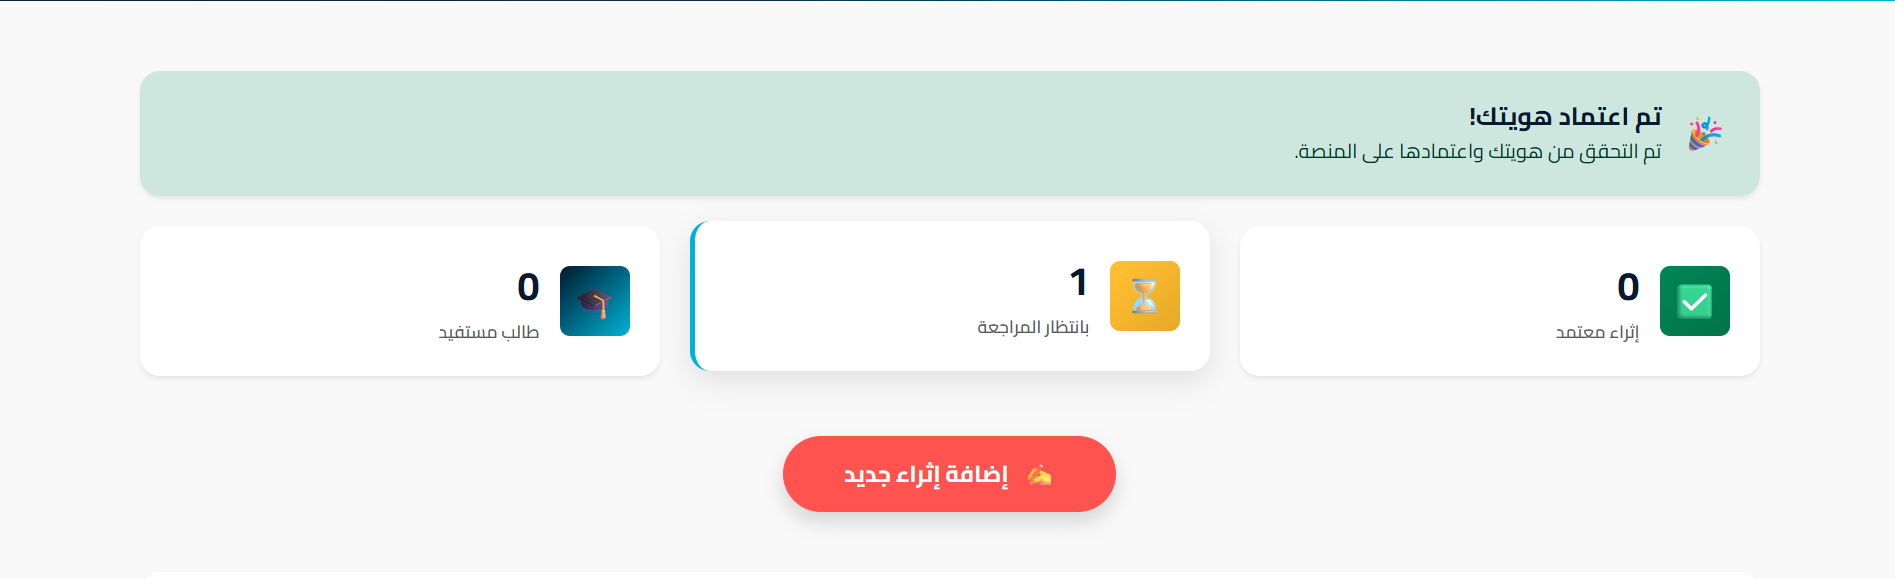 تم اعتماد هويتك!
تم التحقق من هويتك واعتمادها على المنصة.
0
إثراء معتمد
1
بانتظار المراجعة
0
طالب مستفيد
إضافة إثراء جديد